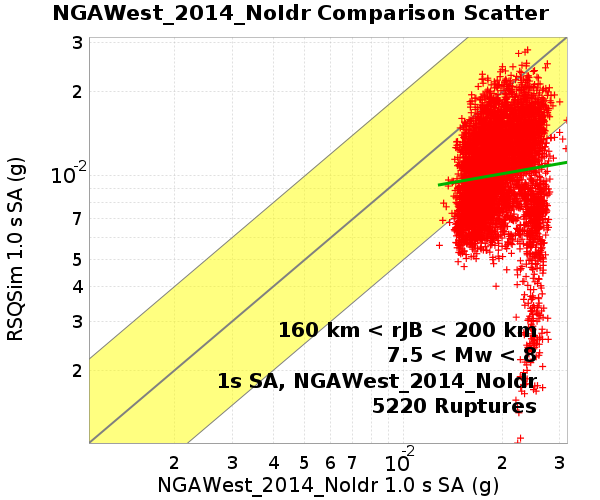 NGAWest_2014_NoIdr Comparison Scatter
3
2
10-2
7
5
4
3
2
RSQSim 1.0 s SA (g)
160 km < rJB < 200 km
7.5 < Mw < 8
1s SA, NGAWest_2014_NoIdr
5220 Ruptures
2 3 4 5 6 7 10-2 2 3
NGAWest_2014_NoIdr 1.0 s SA (g)